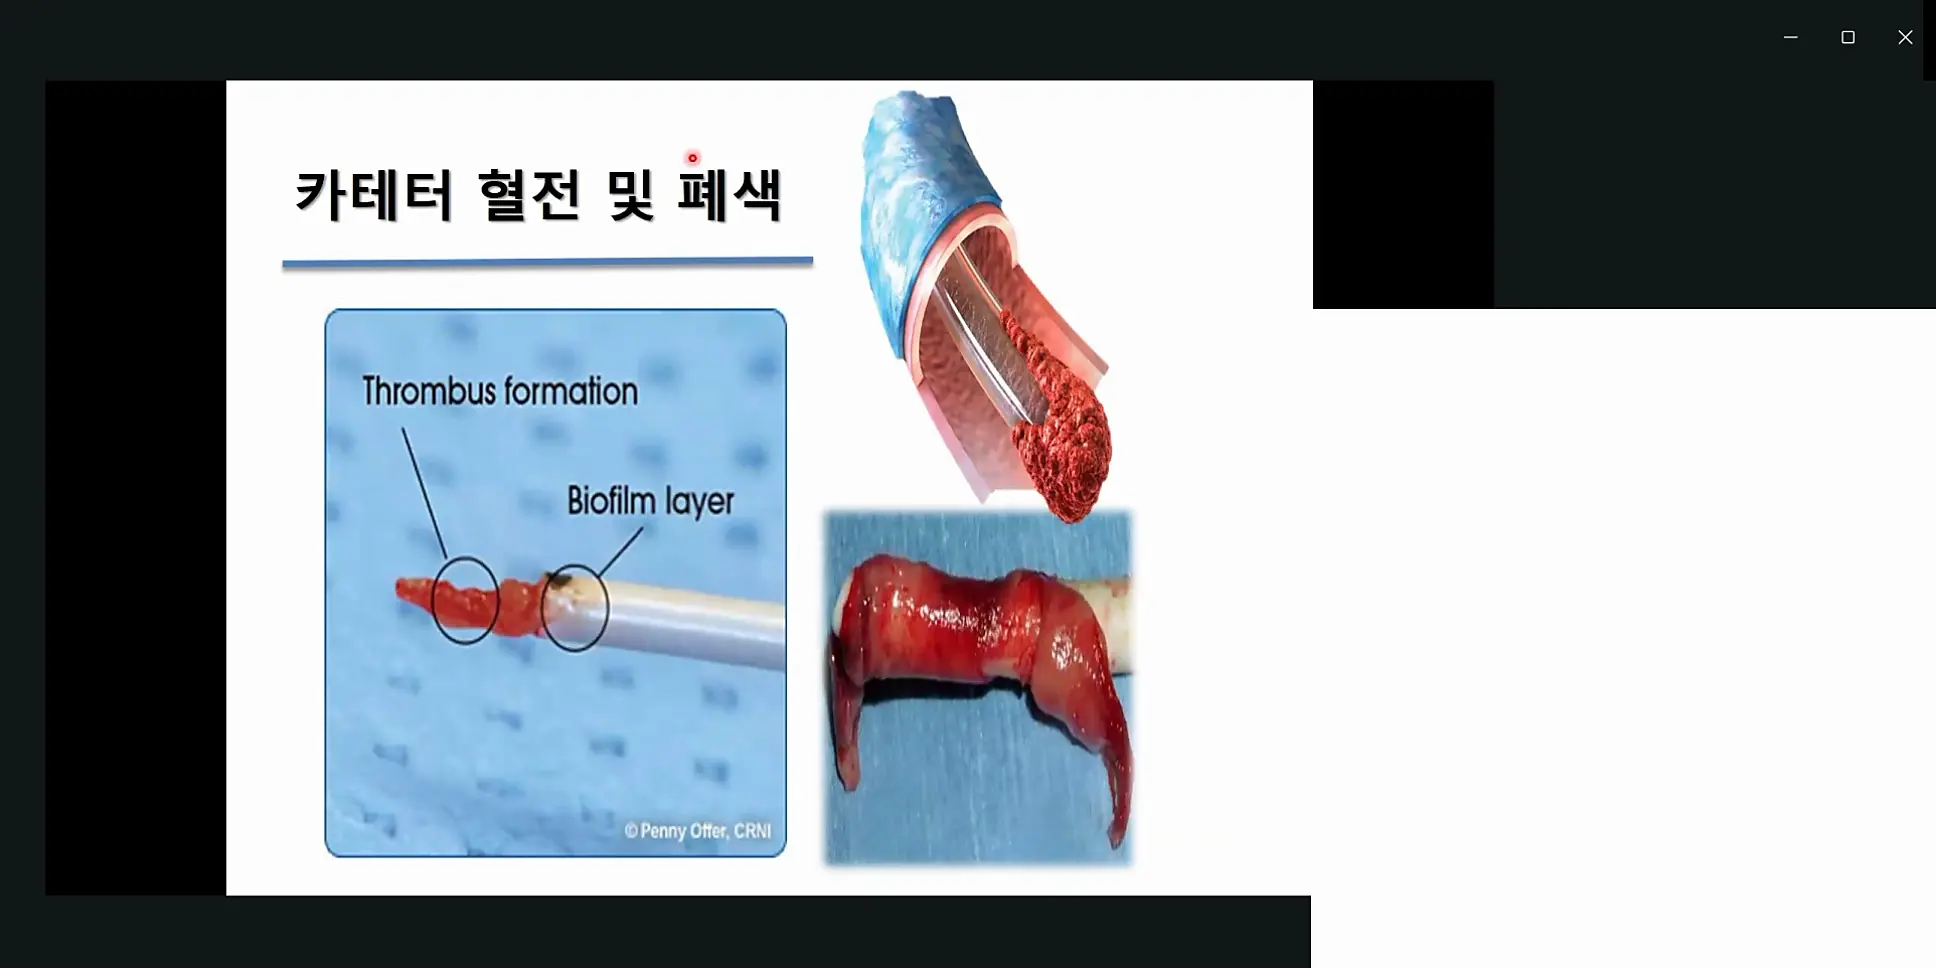 카테터 혈전 및 폐색
Thrombus formation
Biofilm layer
© Penny Offer, CRNI